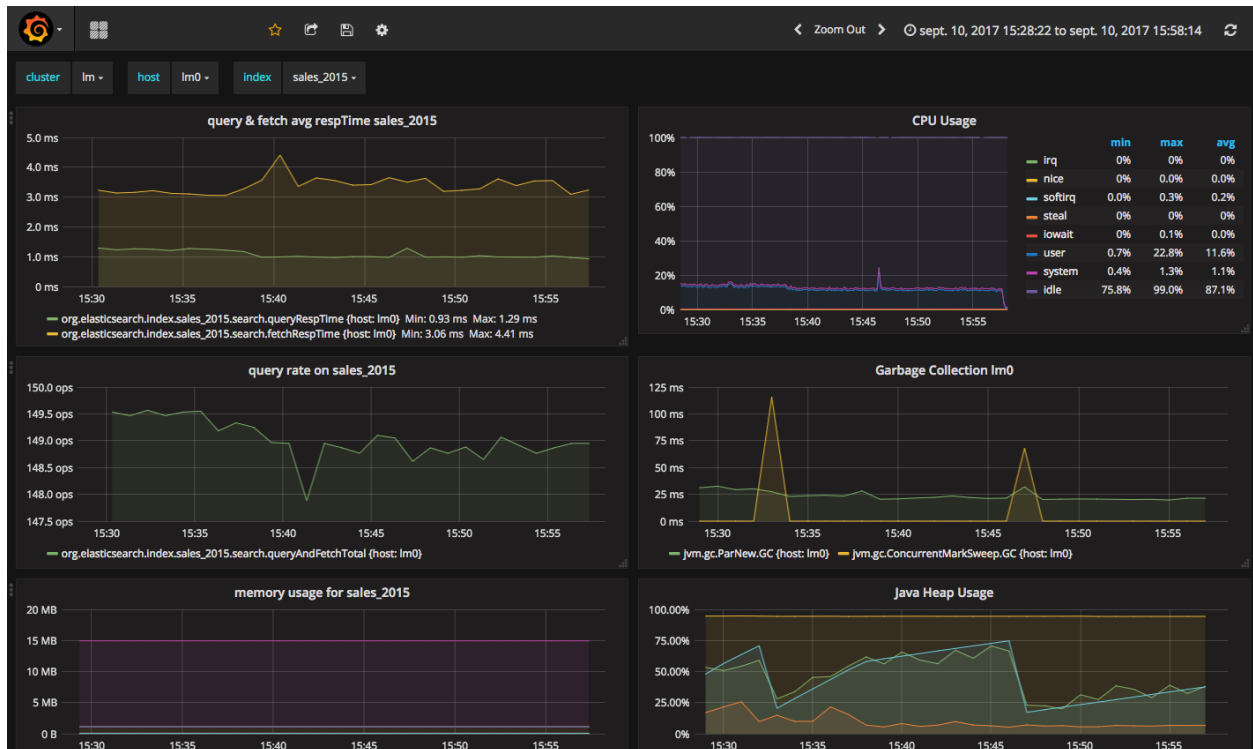 Zoom Out
sept. 10, 2017 15:28:22 to sept. 10, 2017 15:58:14
cluster lm host lm0 index sales_2015
query & fetch avg respTime sales_2015
5.0 ms
4.0 ms
3.0 ms
2.0 ms
1.0 ms
0 ms
15:30 15:35 15:40 15:45 15:50 15:55
org.elasticsearch.index.sales_2015.search.queryRespTime {host: lm0} Min: 0.93 ms Max: 1.29 ms
org.elasticsearch.index.sales_2015.search.fetchRespTime {host: lm0} Min: 3.06 ms Max: 4.41 ms
CPU Usage
100%
80%
60%
40%
20%
0%
15:30 15:35 15:40 15:45 15:50 15:55
min max avg
irq 0% 0% 0%
nice 0% 0.0% 0.0%
softirq 0.0% 0.3% 0.2%
steal 0% 0% 0%
iowait 0% 0.1% 0.0%
user 0.7% 22.8% 11.6%
system 0.4% 1.3% 1.1%
idle 75.8% 99.0% 87.1%
query rate on sales_2015
150.0 ops
149.5 ops
149.0 ops
148.5 ops
148.0 ops
147.5 ops
15:30 15:35 15:40 15:45 15:50 15:55
org.elasticsearch.index.sales_2015.search.queryAndFetchTotal {host: lm0}
Garbage Collection lm0
125 ms
100 ms
75 ms
50 ms
25 ms
0 ms
15:30 15:35 15:40 15:45 15:50 15:55
jvm.gc.ParNew.GC {host: lm0} jvm.gc.ConcurrentMarkSweep.GC {host: lm0}
memory usage for sales_2015
20 MB
15 MB
10 MB
5 MB
0 B
15:30 15:35 15:40 15:45 15:50 15:55
Java Heap Usage
100.00%
75.00%
50.00%
25.00%
0%
15:30 15:35 15:40 15:45 15:50 15:55